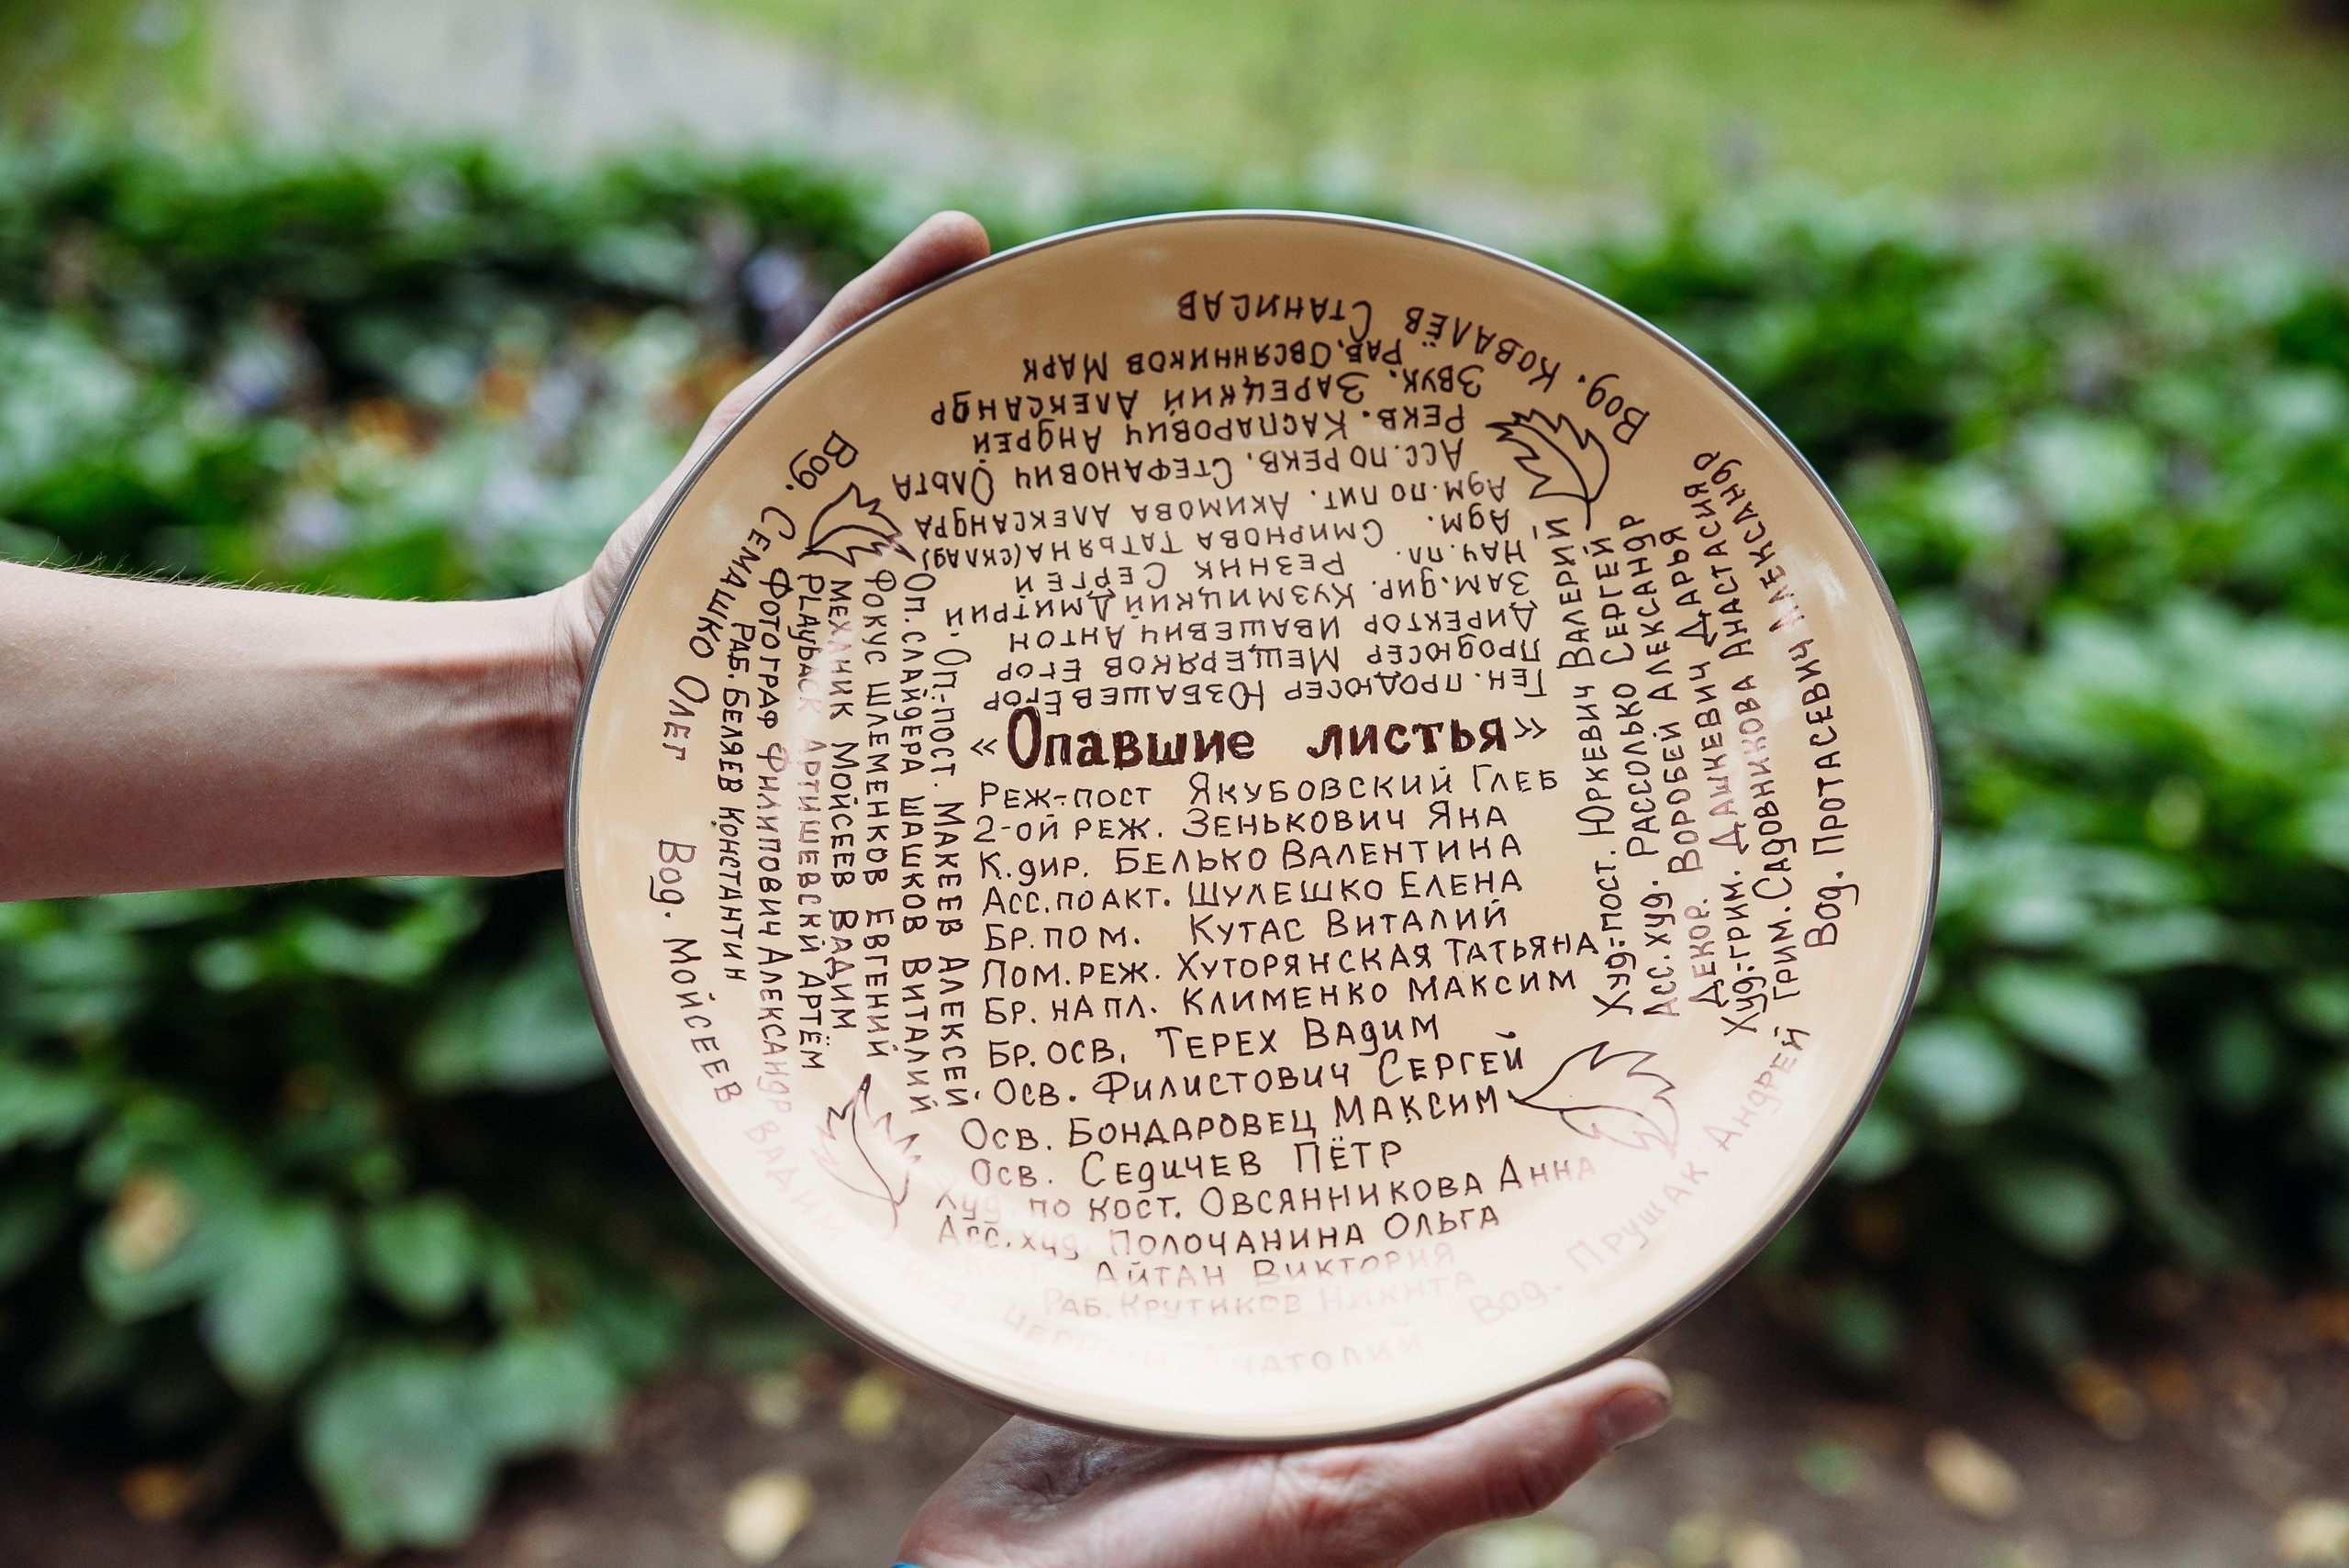 «Опавшие листья»
Реж-пост Якубовский Глеб
2-ой реж. Зенькович Яна
К.дир. Белько Валентина
Асс.по акт. Шулешко Елена
Бр.пом. Кутас Виталий
Пом.реж. Хуторянская Татьяна
Бр. на пл. Клименко Максим
Бр.осв. Терех Вадим
Осв. Филистович Сергей
Осв. Бондаровец Максим
Осв. Седичев Пётр
Худ. по кост. Овсянникова Анна
Асс.худ. Полочанина Ольга
Айтан Виктория
Раб. Крутиков Никита
Ген.продюсер Юзбашев Егор
Продюсер Мещеряков Егор
Директор Ивашевич Антон
Зам.дир. Кузмицкий Дмитрий
Нач.пл. Резник Сергей
Адм. Смирнова Татьяна (склад)
Адм.по пит. Акимова Александра
Асс.по рекв. Стефанович Ольга
Рекв. Каспарович Андрей
Звук. Зарецкий Александр
Раб. Овсянников Марк
Вод. Ковалёв Станисав
Худ-пост. Юркевич Валерий
Асс.худ. Рассолько Сергей
Декор. Воробей Александр
Худ-грим. Дашкевич Дарья
Грим. Садовникова Анастасия
Вод. Протасевич Александр
Оп.-пост. Макеев Алексей
Оп.слайдера Шашков Виталий
Фокус Шлеменков Евгений
Механик Моисеев Вадим
Playback Артишевский Артём
Фотограф Филипович Александр
Раб. Беляев Константин
Вод. Семашко Олег
Вод. Мойсеев Вадим
Вод. Черный Анатолий
Вод. Прушак Андрей